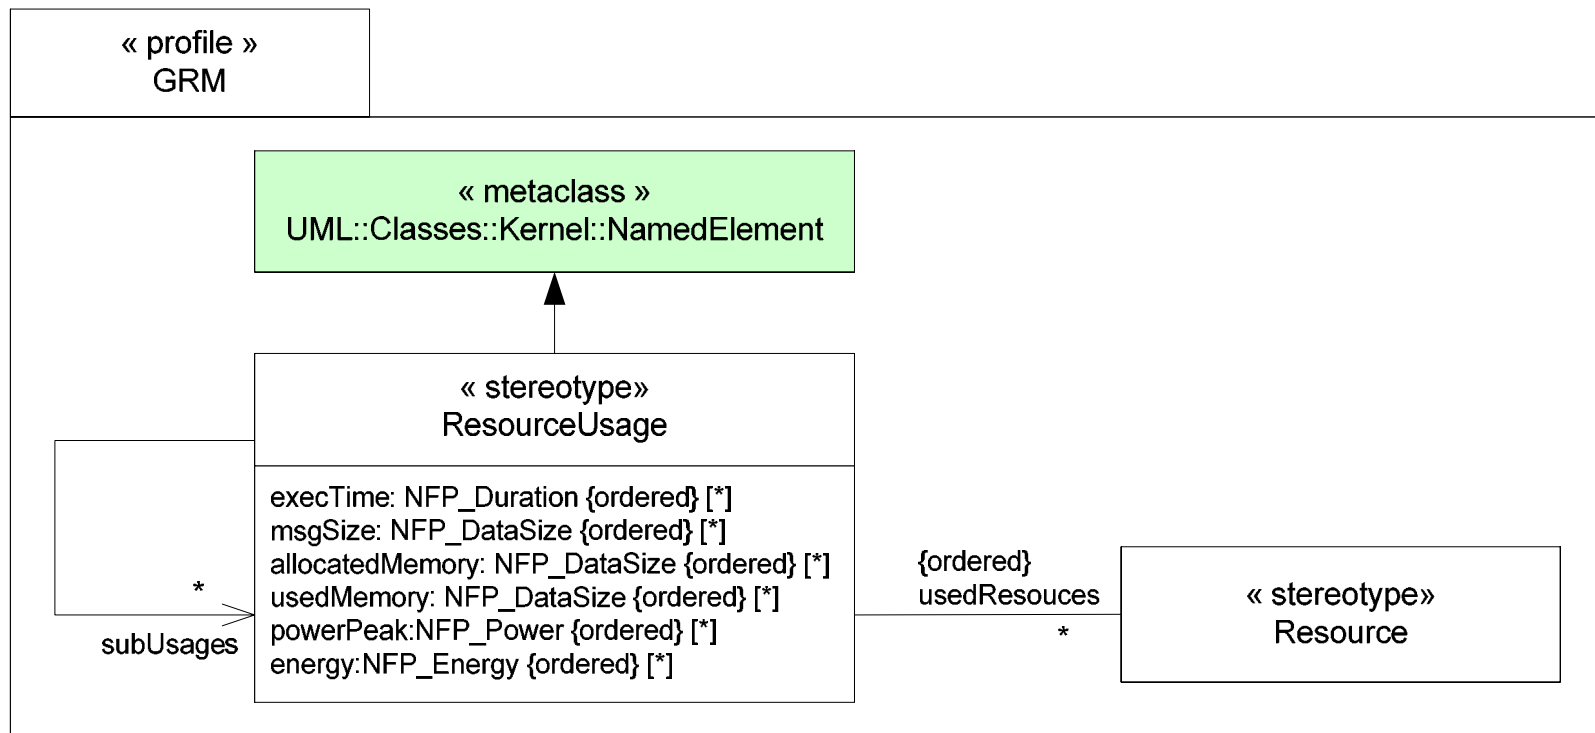 « profile »
GRM
« metaclass »
UML::Classes::Kernel::NamedElement
« stereotype»
ResourceUsage
execTime: NFP_Duration {ordered} [*]
msgSize: NFP_DataSize {ordered} [*]
allocatedMemory: NFP_DataSize {ordered} [*]
usedMemory: NFP_DataSize {ordered} [*]
powerPeak:NFP_Power {ordered} [*]
energy:NFP_Energy {ordered} [*]
*
subUsages
{ordered}
usedResouces
*
« stereotype»
Resource